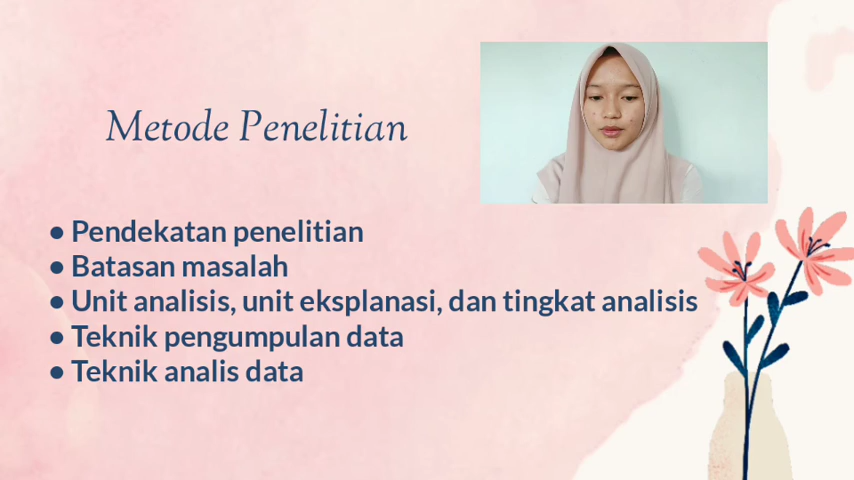 Metode Penelitian
● Pendekatan penelitian
● Batasan masalah
● Unit analisis, unit eksplanasi, dan tingkat analisis
● Teknik pengumpulan data
● Teknik analis data